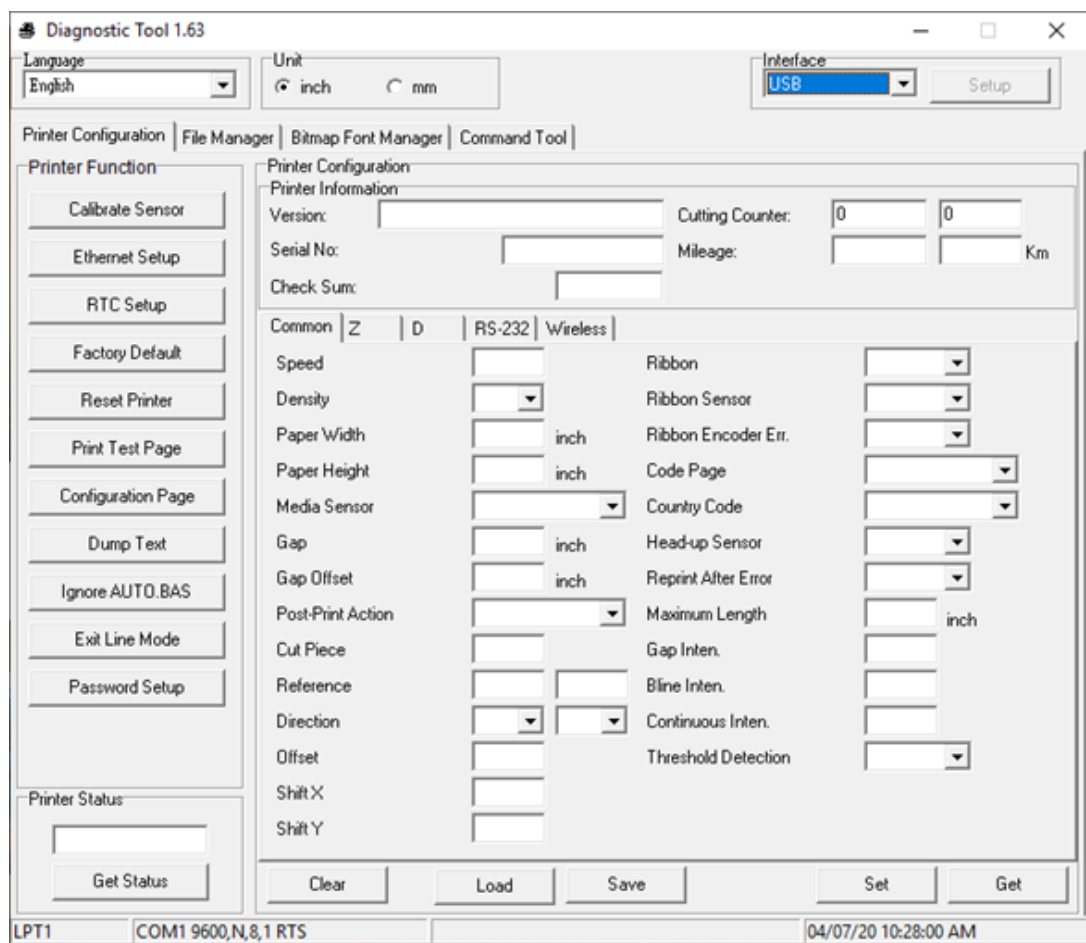 Diagnostic Tool 1.63
Language
Unit
Interface
English
inch
mm
USB
Setup
Printer Configuration
File Manager
Bitmap Font Manager
Command Tool
Printer Function
Calibrate Sensor
Ethernet Setup
RTC Setup
Factory Default
Reset Printer
Print Test Page
Configuration Page
Dump Text
Ignore AUTO.BAS
Exit Line Mode
Password Setup
Printer Status
Get Status
Printer Configuration
Printer Information
Version:
Cutting Counter:
0
0
Serial No:
Mileage:
Km
Check Sum:
Common
Z
D
RS-232
Wireless
Speed
Density
Paper Width
inch
Paper Height
inch
Media Sensor
Gap
inch
Gap Offset
inch
Post-Print Action
Cut Piece
Reference
Direction
Offset
Shift X
Shift Y
Ribbon
Ribbon Sensor
Ribbon Encoder Err.
Code Page
Country Code
Head-up Sensor
Reprint After Error
Maximum Length
inch
Gap Inten.
Bline Inten.
Continuous Inten.
Threshold Detection
Clear
Load
Save
Set
Get
LPT1
COM1 9600,N,8,1 RTS
04/07/20 10:28:00 AM